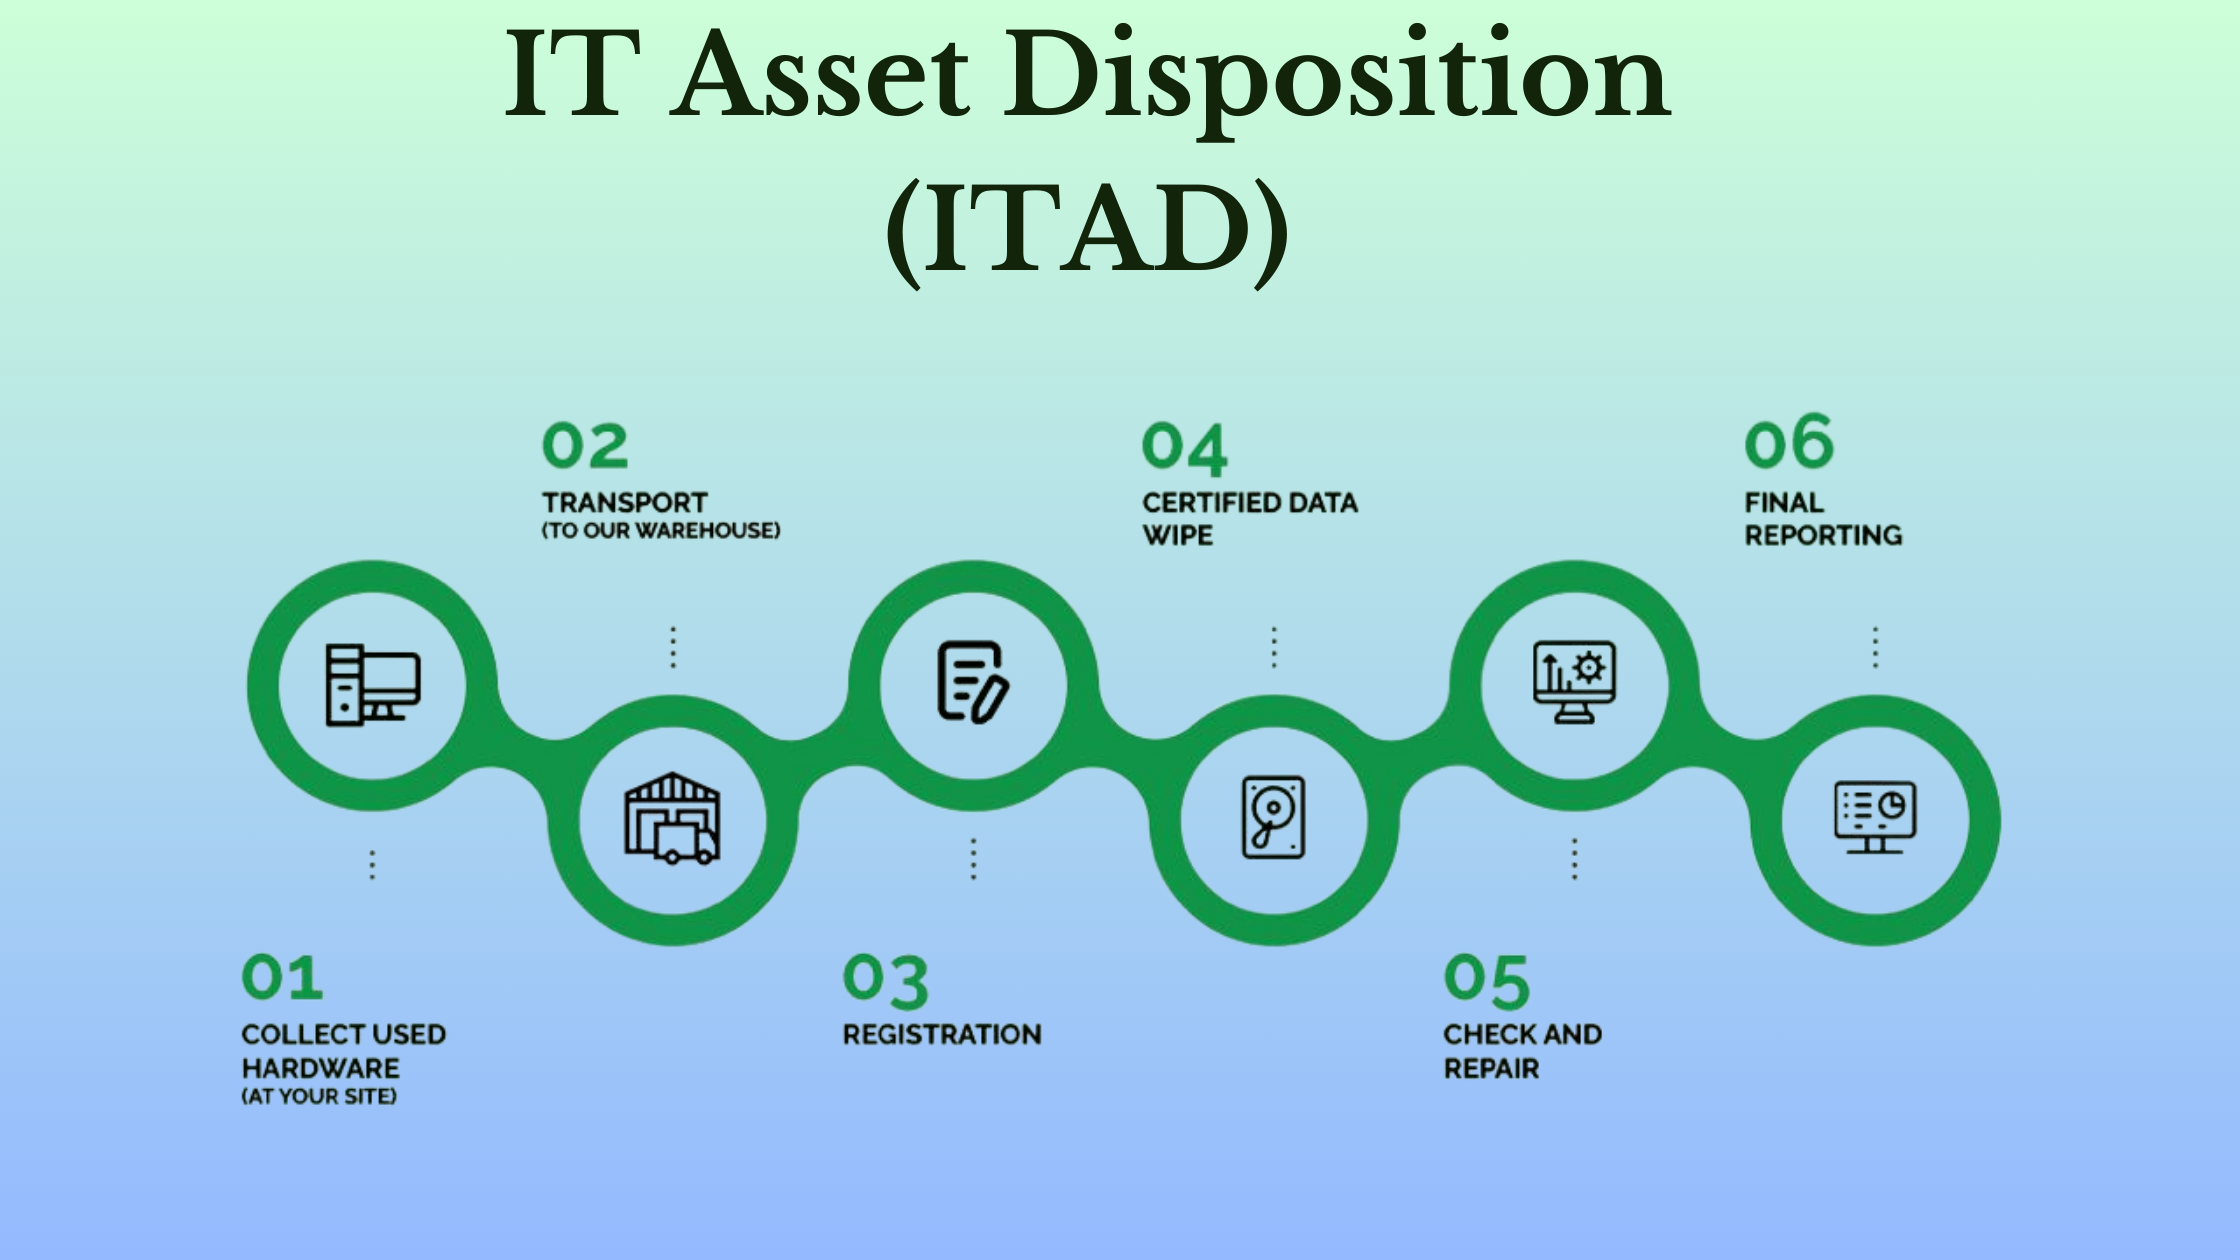 IT Asset Disposition
(ITAD)
01
COLLECT USED
HARDWARE
(AT YOUR SITE)
02
TRANSPORT
(TO OUR WAREHOUSE)
03
REGISTRATION
04
CERTIFIED DATA
WIPE
05
CHECK AND
REPAIR
06
FINAL
REPORTING